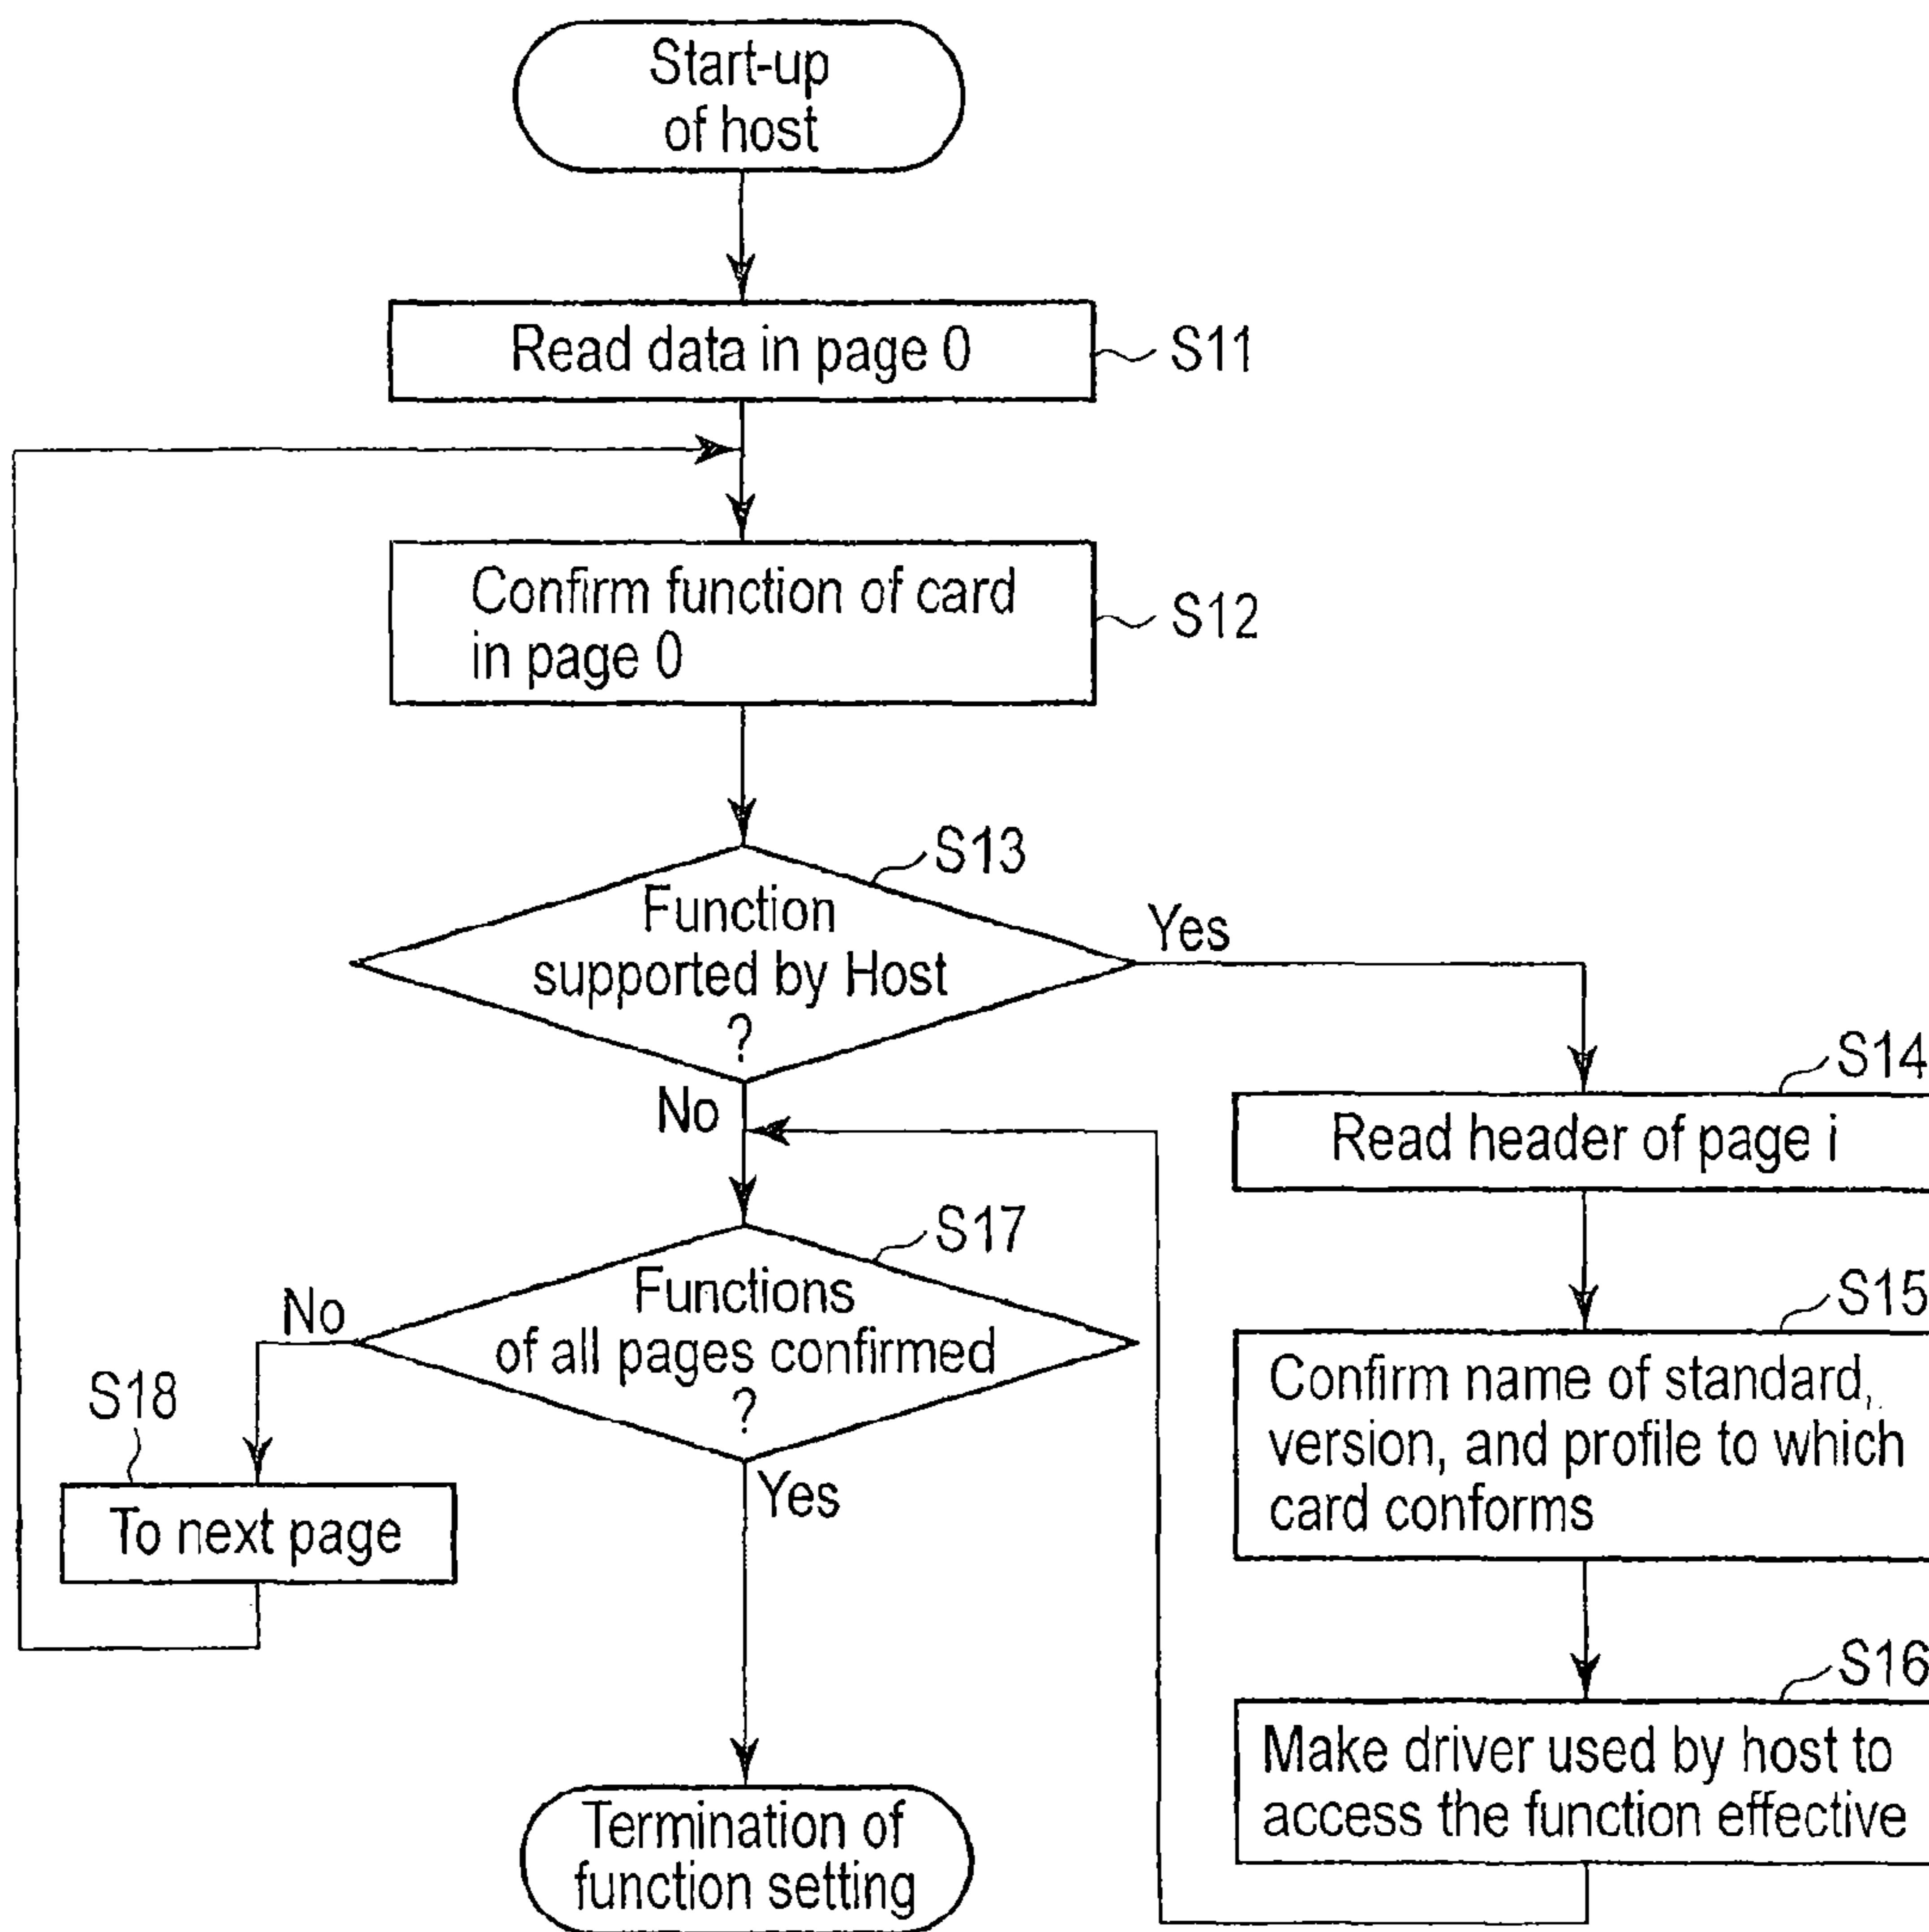 Start-up
of host
Read data in page 0
S11
Confirm function of card
in page 0
S12
S13
Function
supported by Host
?
Yes
No
S14
Read header of page i
S15
Confirm name of standard,
version, and profile to which
card conforms
S16
Make driver used by host to
access the function effective
S17
Functions
of all pages confirmed
?
No
Yes
S18
To next page
Termination of
function setting